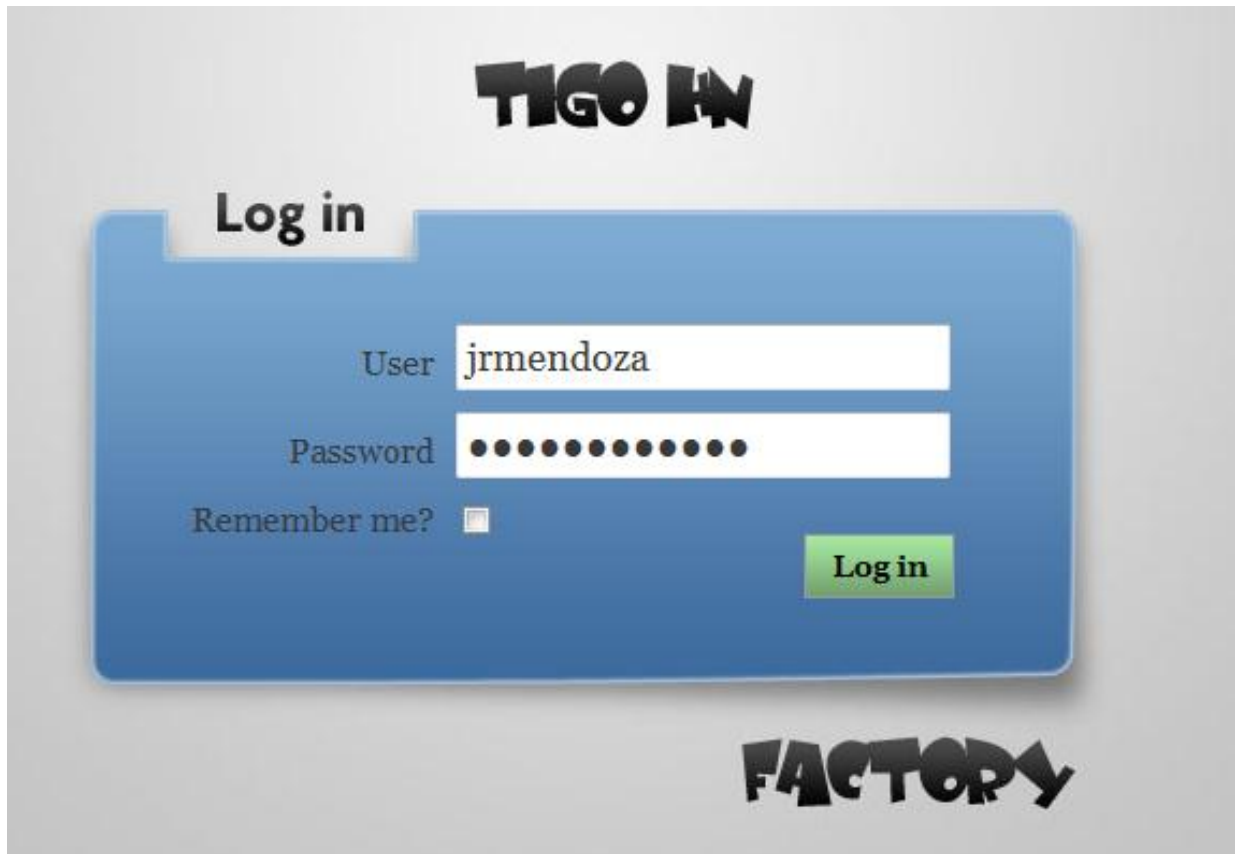 TIGO HN
Log in
User jrmendoza
Password ●●●●●●●●●●●●
Remember me?
Log in
FACTORY